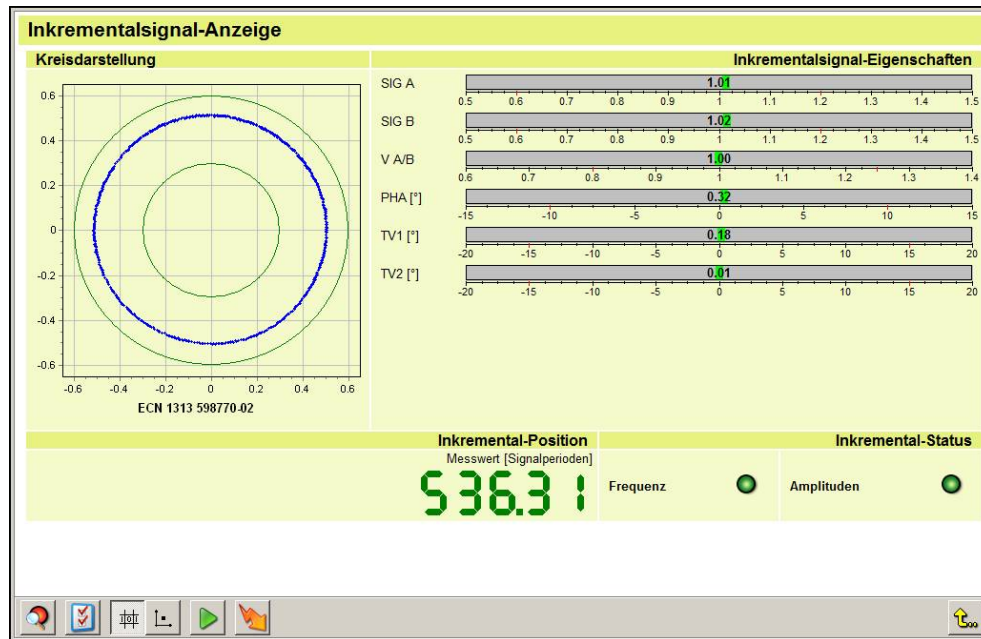 Inkrementalsignal-Anzeige
Kreisdarstellung
0.6
0.4
0.2
0
-0.2
-0.4
-0.6
-0.6 -0.4 -0.2 0 0.2 0.4 0.6
ECN 1313 598770-02
Inkrementalsignal-Eigenschaften
SIG A 1.01
0.5 0.6 0.7 0.8 0.9 1 1.1 1.2 1.3 1.4 1.5
SIG B 1.02
0.5 0.6 0.7 0.8 0.9 1 1.1 1.2 1.3 1.4 1.5
V A/B 1.00
0.6 0.7 0.8 0.9 1 1.1 1.2 1.3 1.4
PHA [°] 0.32
-15 -10 -5 0 5 10 15
TV1 [°] 0.18
-20 -15 -10 -5 0 5 10 15 20
TV2 [°] 0.01
-20 -15 -10 -5 0 5 10 15 20
Inkremental-Position
Messwert [Signalperioden]
536.31
Inkremental-Status
Frequenz
Amplituden